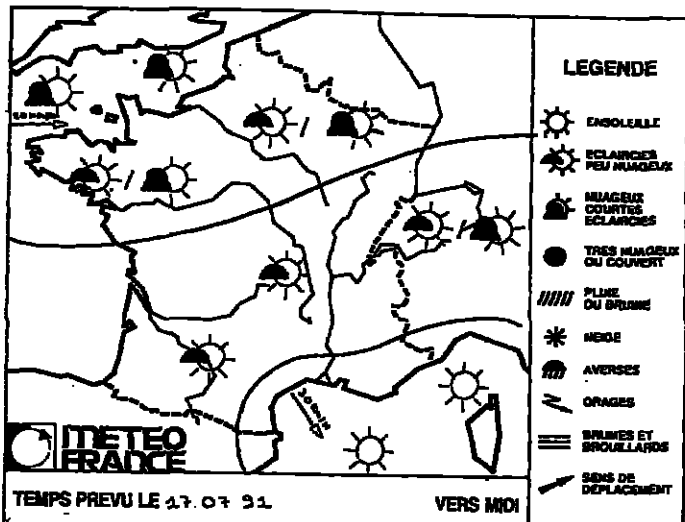 LEGENDE
ENSOLEILLE
ECLAIRCIES
PEU NUAGEUX
NUAGEUX
COURTES
ECLAIRCIES
TRES NUAGEUX
OU COUVERT
PLUIE
OU BRUINE
NEIGE
AVERSES
ORAGES
BRUMES ET
BROUILLARDS
SENS DE
DEPLACEMENT
METEO
FRANCE
TEMPS PREVU LE 17.07 91
VERS MIDI